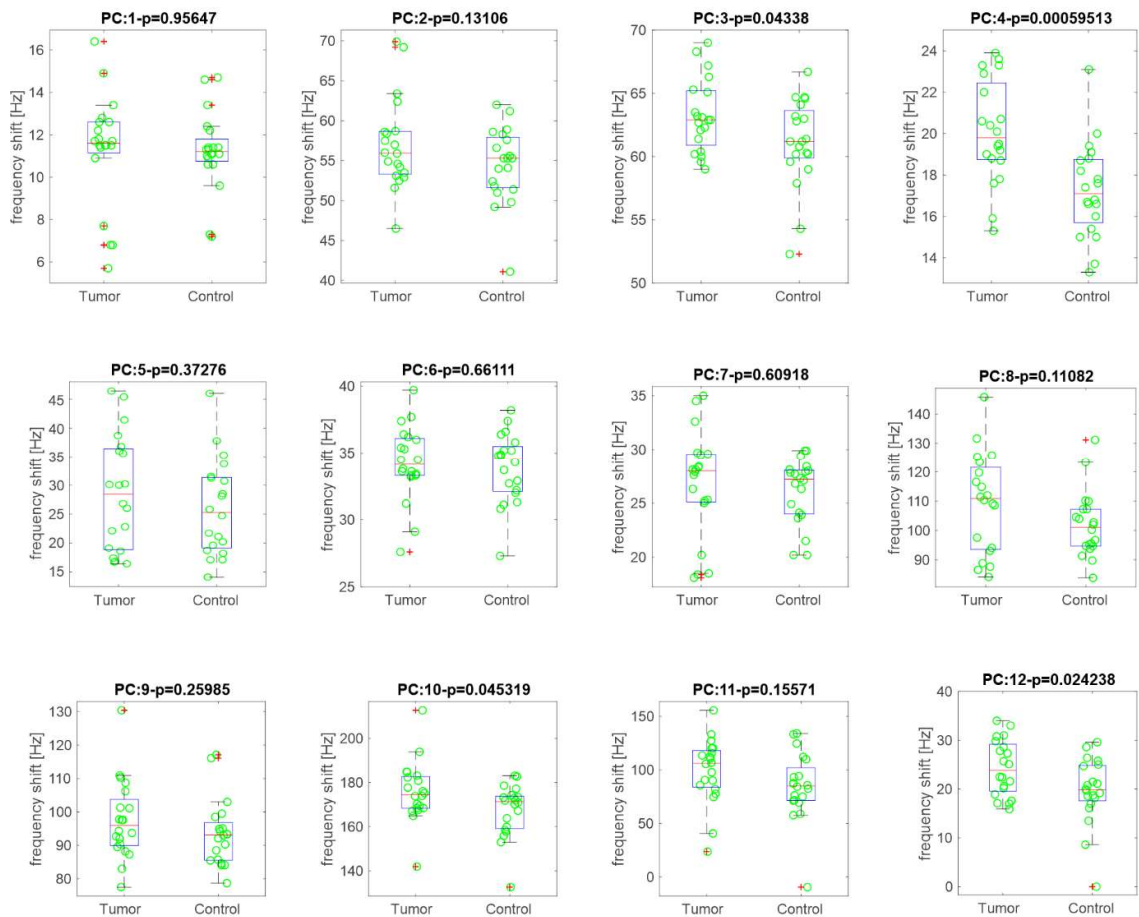 PC:1-p=0.95647
frequency shift [Hz]
16
14
12
10
8
6
Tumor
Control
PC:2-p=0.13106
frequency shift [Hz]
70
65
60
55
50
45
40
Tumor
Control
PC:3-p=0.04338
frequency shift [Hz]
70
65
60
55
50
Tumor
Control
PC:4-p=0.00059513
frequency shift [Hz]
24
22
20
18
16
14
Tumor
Control
PC:5-p=0.37276
frequency shift [Hz]
45
40
35
30
25
20
15
Tumor
Control
PC:6-p=0.66111
frequency shift [Hz]
40
35
30
25
Tumor
Control
PC:7-p=0.60918
frequency shift [Hz]
35
30
25
20
Tumor
Control
PC:8-p=0.11082
frequency shift [Hz]
140
130
120
110
100
90
Tumor
Control
PC:9-p=0.25985
frequency shift [Hz]
130
120
110
100
90
80
Tumor
Control
PC:10-p=0.045319
frequency shift [Hz]
200
180
160
140
Tumor
Control
PC:11-p=0.15571
frequency shift [Hz]
150
100
50
0
Tumor
Control
PC:12-p=0.024238
frequency shift [Hz]
40
30
20
10
0
Tumor
Control